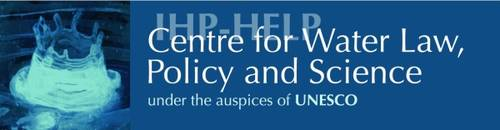 IHP-HELP
Centre for Water Law,
Policy and Science
under the auspices of UNESCO